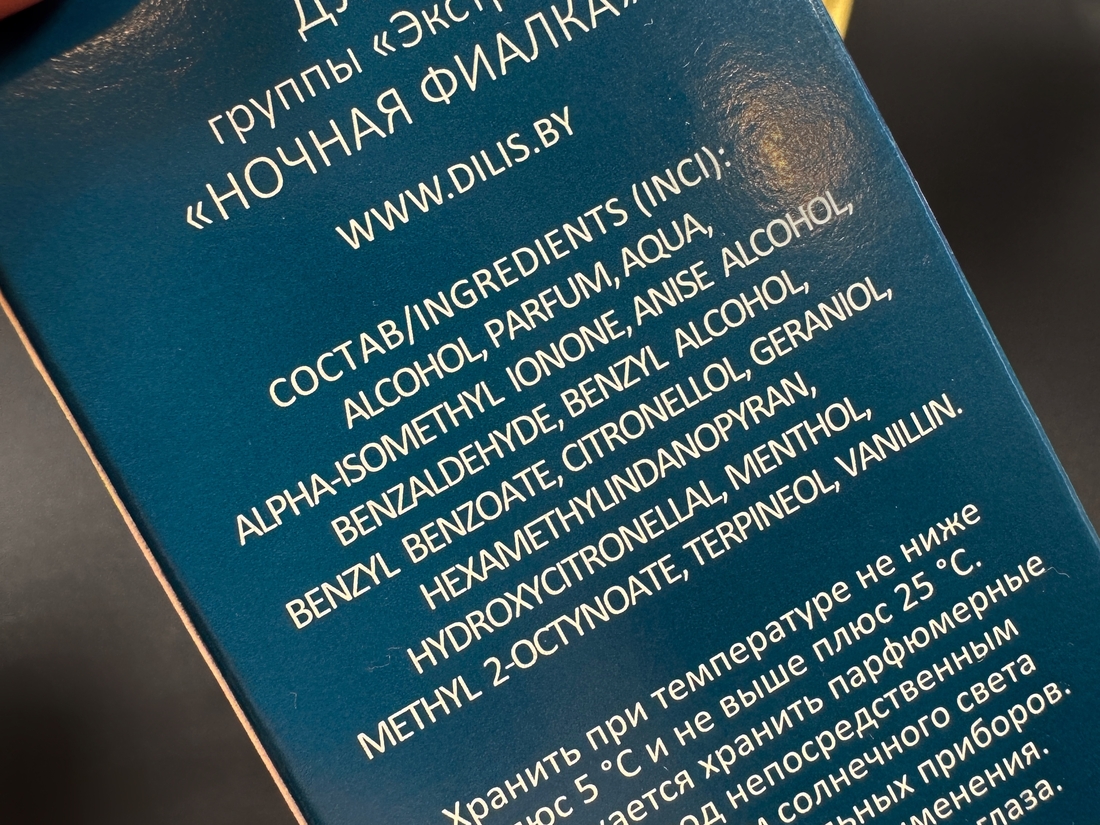 группы
«НОЧНАЯ ФИАЛКА»
WWW.DILIS.BY
СОСТАВ/INGREDIENTS (INCI):
ALCOHOL, PARFUM, AQUA,
ALPHA-ISOMETHYL IONONE, ANISE ALCOHOL,
BENZALDEHYDE, BENZYL ALCOHOL,
BENZYL BENZOATE, CITRONELLOL, GERANIOL,
HEXAMETHYLINDANOPYRAN,
HYDROXYCITRONELLAL, MENTHOL,
METHYL 2-OCTYNOATE, TERPINEOL, VANILLIN.
Хранить при температуре не ниже
5 °С и не выше плюс 25 °С.
хранить парфюмерные
непосредственным
солнечного света
приборов.
глаза.